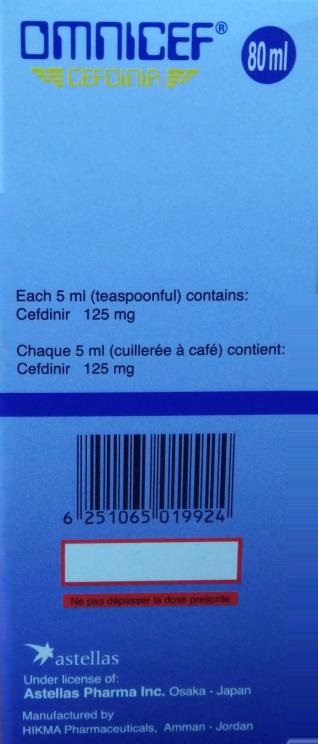 OMNICEF®
80 ml
CEFDINIR
Each 5 ml (teaspoonful) contains:
Cefdinir 125 mg
Chaque 5 ml (cuillerée à café) contient:
Cefdinir 125 mg
6 251065 019924
Ne pas dépasser la dose prescrite
astellas
Under license of:
Astellas Pharma Inc. Osaka - Japan
Manufactured by
HIKMA Pharmaceuticals, Amman - Jordan